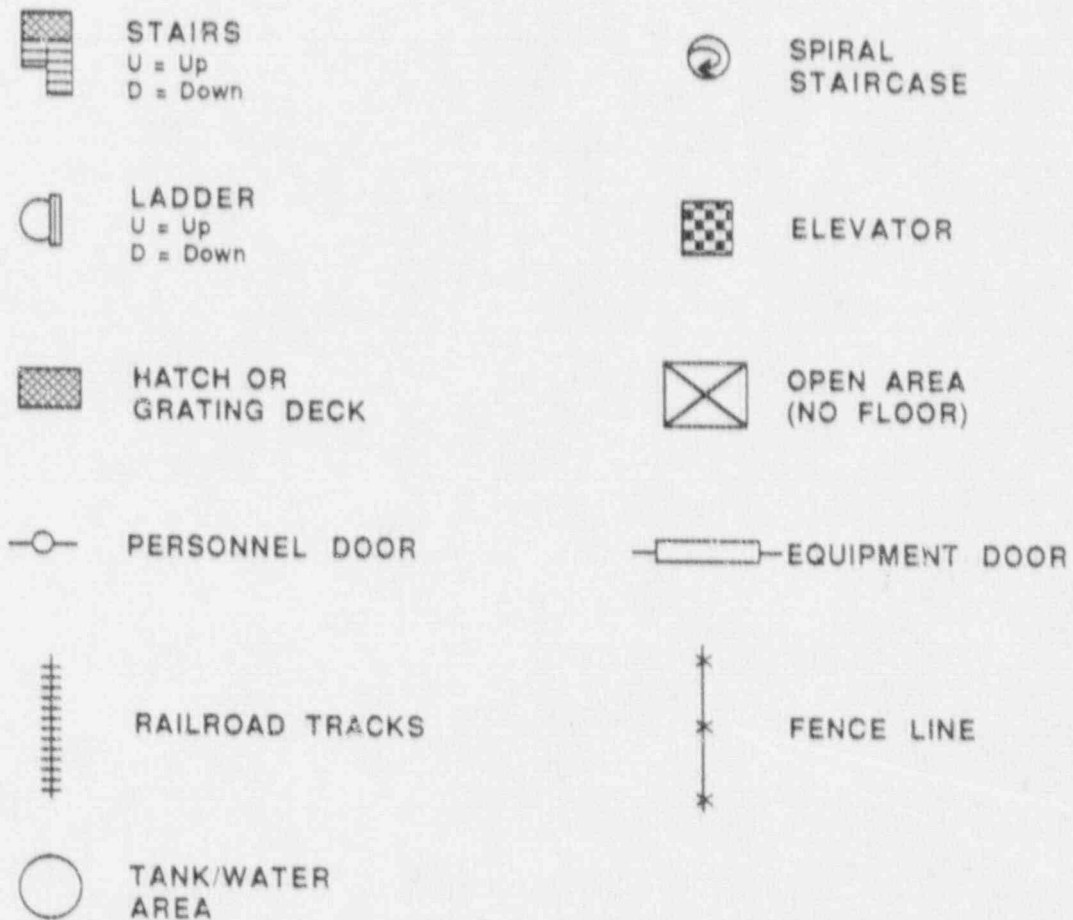 STAIRS
U = Up
D = Down
SPIRAL
STAIRCASE
LADDER
U = Up
D = Down
ELEVATOR
HATCH OR
GRATING DECK
OPEN AREA
(NO FLOOR)
PERSONNEL DOOR
EQUIPMENT DOOR
RAILROAD TRACKS
FENCE LINE
TANK/WATER
AREA